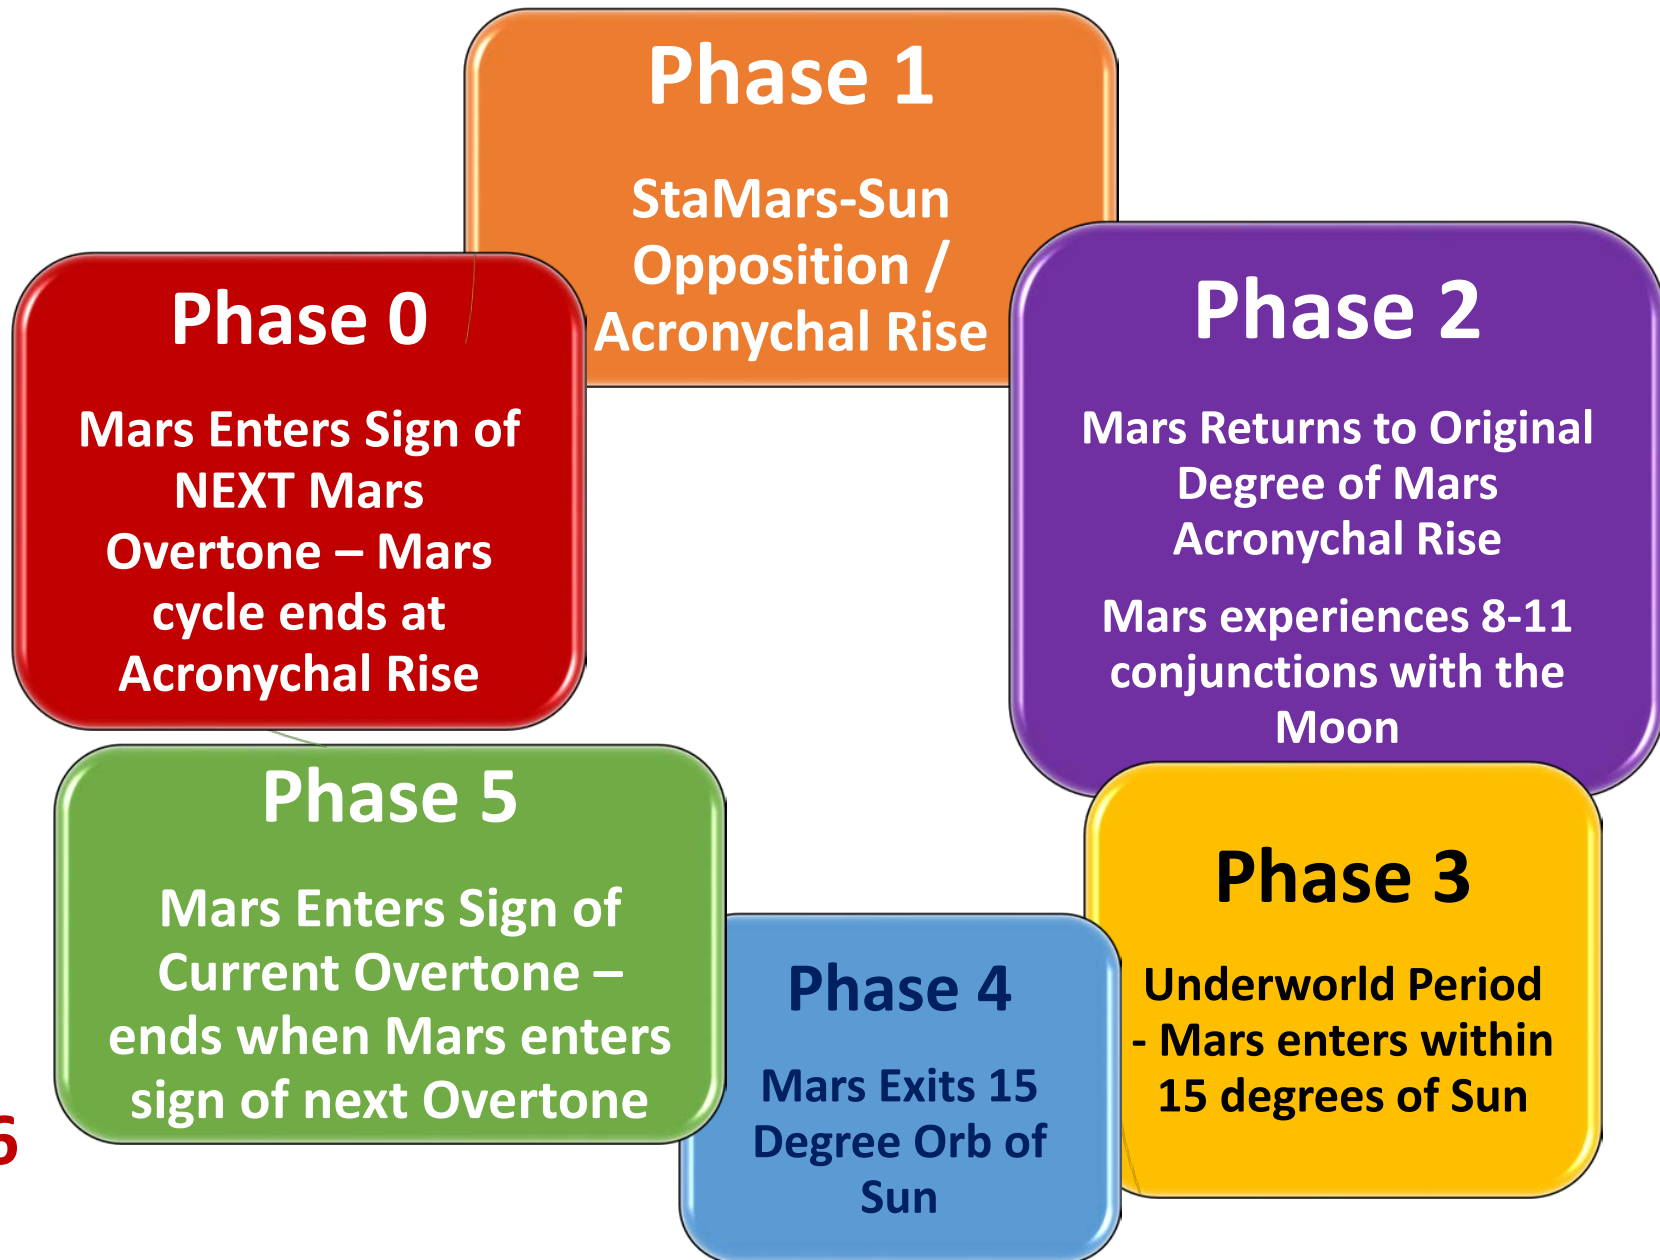 Phase 1
StaMars-Sun
Opposition /
Acronychal Rise
Phase 2
Mars Returns to Original
Degree of Mars
Acronychal Rise
Mars experiences 8-11
conjunctions with the
Moon
Phase 3
Underworld Period
- Mars enters within
15 degrees of Sun
Phase 4
Mars Exits 15
Degree Orb of
Sun
Phase 5
Mars Enters Sign of
Current Overtone –
ends when Mars enters
sign of next Overtone
Phase 0
Mars Enters Sign of
NEXT Mars
Overtone – Mars
cycle ends at
Acronychal Rise
6